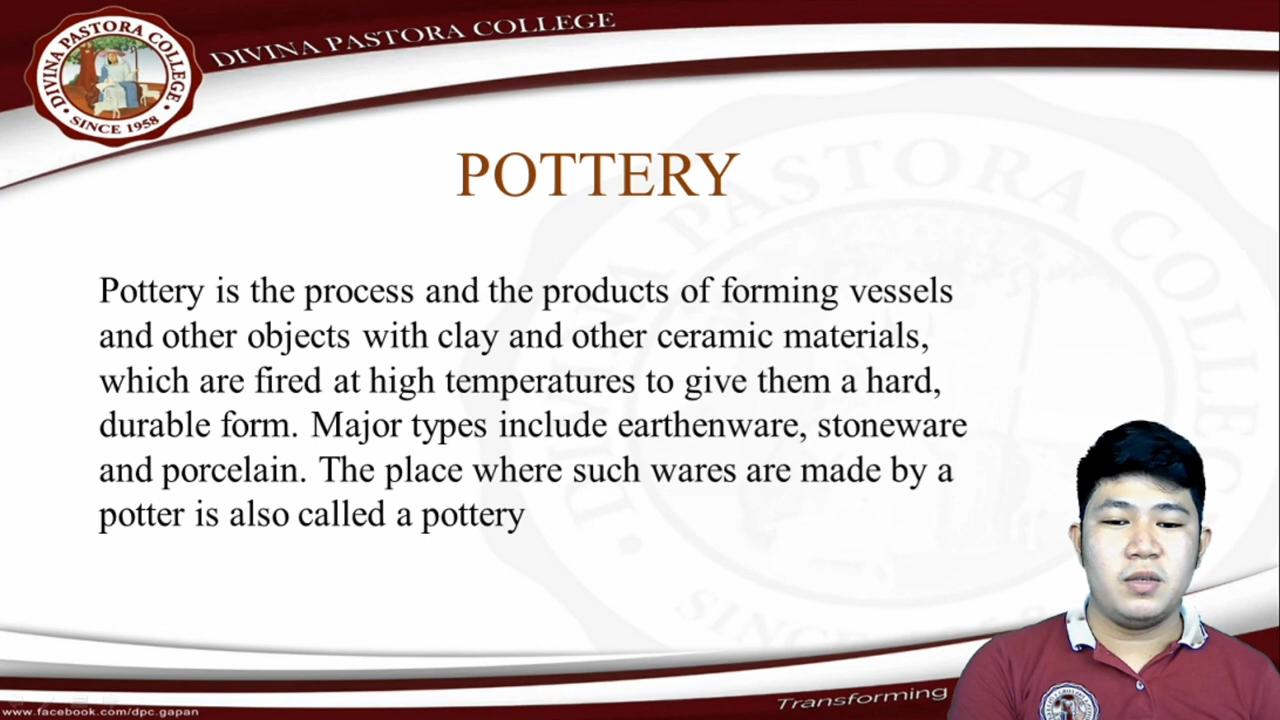 DIVINA PASTORA COLLEGE
DIVINA PASTORA COLLEGE
SINCE 1958
POTTERY
Pottery is the process and the products of forming vessels
and other objects with clay and other ceramic materials,
which are fired at high temperatures to give them a hard,
durable form. Major types include earthenware, stoneware
and porcelain. The place where such wares are made by a
potter is also called a pottery
DIVINA PASTORA COLLEGE
Transforming
www.facebook.com/dpc.gapan